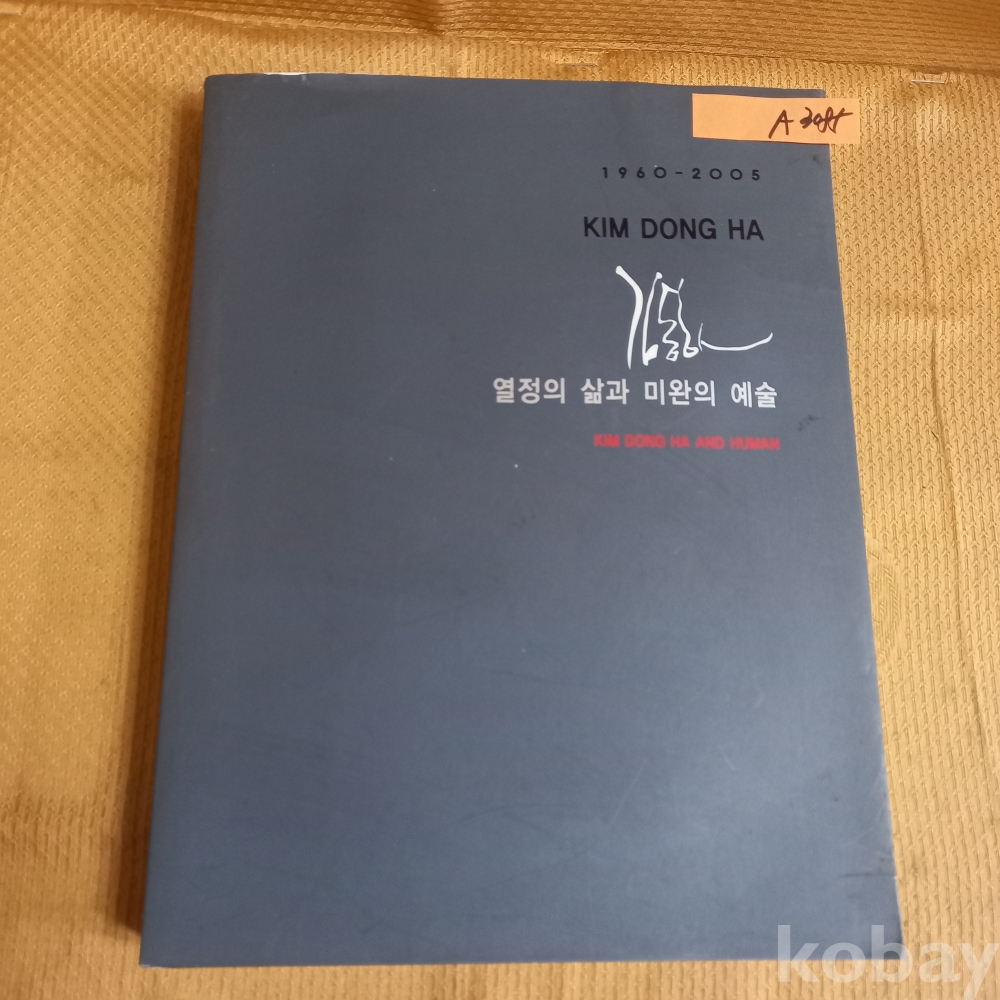 A 3985
1960-2005
KIM DONG HA
김동하
열정의 삶과 미완의 예술
KIM DONG HA AND HUMAN
kobay